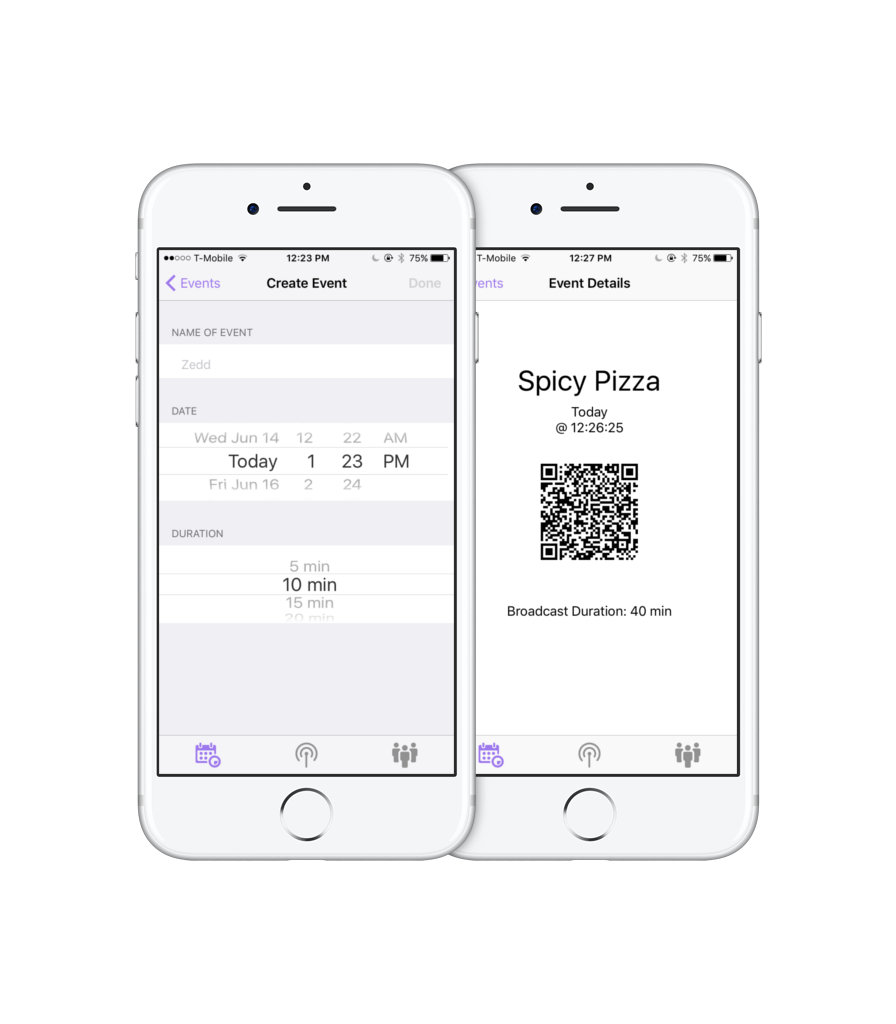 T-Mobile 12:23 PM 75%
Events Create Event Done
NAME OF EVENT
Zedd
DATE
Wed Jun 14 12 22 AM
Today 1 23 PM
Fri Jun 16 2 24
DURATION
5 min
10 min
15 min
20 min
T-Mobile 12:27 PM 75%
vents Event Details
Spicy Pizza
Today
@ 12:26:25
Broadcast Duration: 40 min